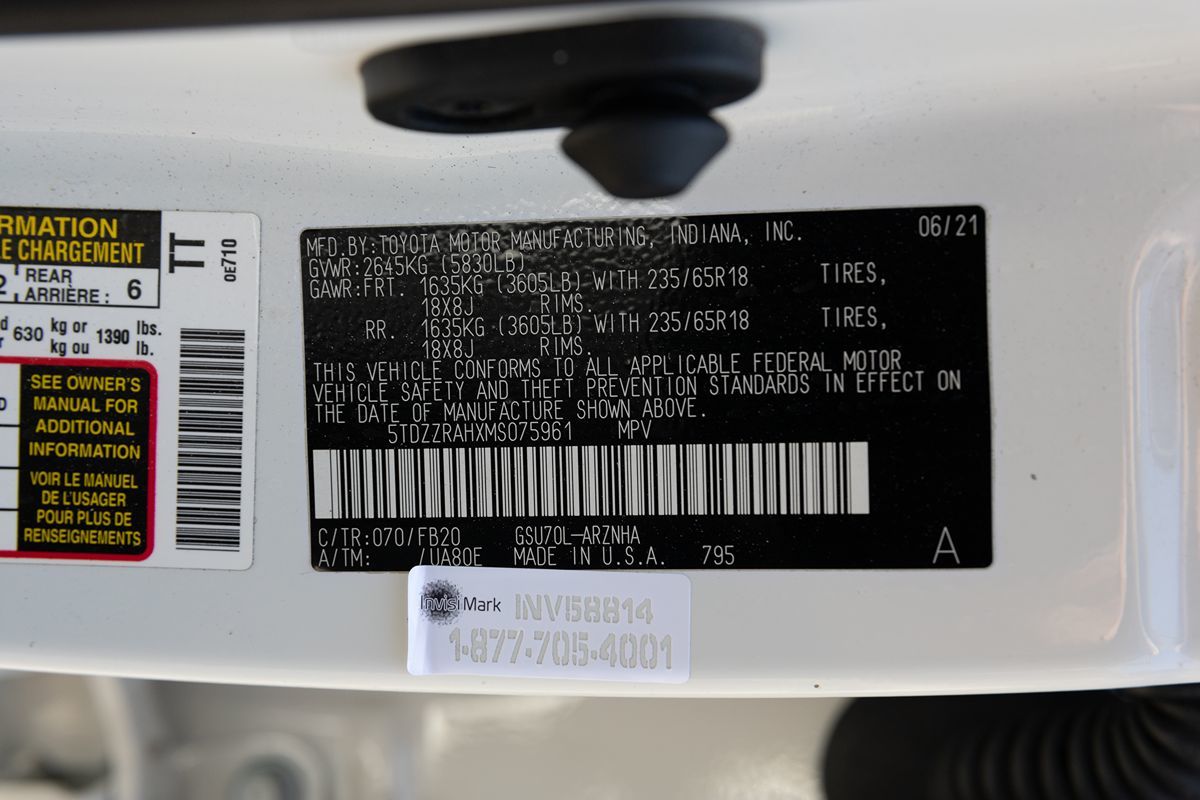 RMATION
E CHARGEMENT
2 REAR
ARRIÈRE : 6
630 kg or 1390 lbs.
kg ou lb.
SEE OWNER'S
MANUAL FOR
ADDITIONAL
INFORMATION
VOIR LE MANUEL
DE L'USAGER
POUR PLUS DE
RENSEIGNEMENTS
TT
0E710
MFD.BY:TOYOTA MOTOR MANUFACTURING, INDIANA, INC. 06/21
GVWR:2645KG (5830LB)
GAWR:FRT. 1635KG (3605LB) WITH 235/65R18 TIRES,
18X8J RIMS.
RR. 1635KG (3605LB) WITH 235/65R18 TIRES,
18X8J RIMS.
THIS VEHICLE CONFORMS TO ALL APPLICABLE FEDERAL MOTOR
VEHICLE SAFETY AND THEFT PREVENTION STANDARDS IN EFFECT ON
THE DATE OF MANUFACTURE SHOWN ABOVE.
5TDZZRAHXMS075961 MPV
C/TR:070/FB20 GSU70L-ARZNHA
A/TM: /UA80E MADE IN U.S.A. 795 A
InvisiMark INV58814
1-877-705-4001